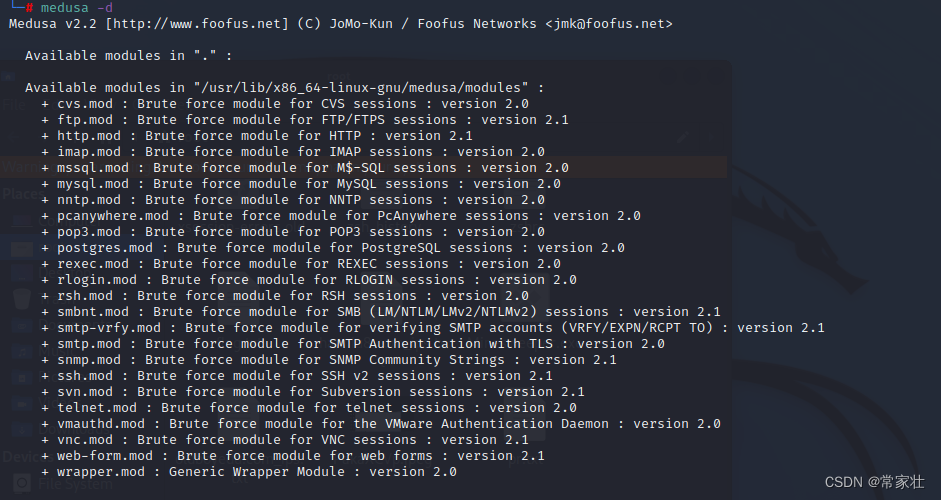 └─# medusa -d
Medusa v2.2 [http://www.foofus.net] (C) JoMo-Kun / Foofus Networks <jmk@foofus.net>
Available modules in "." :
Available modules in "/usr/lib/x86_64-linux-gnu/medusa/modules" :
+ cvs.mod : Brute force module for CVS sessions : version 2.0
+ ftp.mod : Brute force module for FTP/FTPS sessions : version 2.1
+ http.mod : Brute force module for HTTP : version 2.1
+ imap.mod : Brute force module for IMAP sessions : version 2.0
+ mssql.mod : Brute force module for M$-SQL sessions : version 2.0
+ mysql.mod : Brute force module for MySQL sessions : version 2.0
+ nntp.mod : Brute force module for NNTP sessions : version 2.0
+ pcanywhere.mod : Brute force module for PcAnywhere sessions : version 2.0
+ pop3.mod : Brute force module for POP3 sessions : version 2.0
+ postgres.mod : Brute force module for PostgreSQL sessions : version 2.0
+ rexec.mod : Brute force module for REXEC sessions : version 2.0
+ rlogin.mod : Brute force module for RLOGIN sessions : version 2.0
+ rsh.mod : Brute force module for RSH sessions : version 2.0
+ smbnt.mod : Brute force module for SMB (LM/NTLM/LMv2/NTLMv2) sessions : version 2.1
+ smtp-vrfy.mod : Brute force module for verifying SMTP accounts (VRFY/EXPN/RCPT TO) : version 2.1
+ smtp.mod : Brute force module for SMTP Authentication with TLS : version 2.0
+ snmp.mod : Brute force module for SNMP Community Strings : version 2.1
+ ssh.mod : Brute force module for SSH v2 sessions : version 2.1
+ svn.mod : Brute force module for Subversion sessions : version 2.1
+ telnet.mod : Brute force module for telnet sessions : version 2.0
+ vmauthd.mod : Brute force module for the VMware Authentication Daemon : version 2.0
+ vnc.mod : Brute force module for VNC sessions : version 2.1
+ web-form.mod : Brute force module for web forms : version 2.1
+ wrapper.mod : Generic Wrapper Module : version 2.0
Places
Devic
File System
CSDN @常家壮